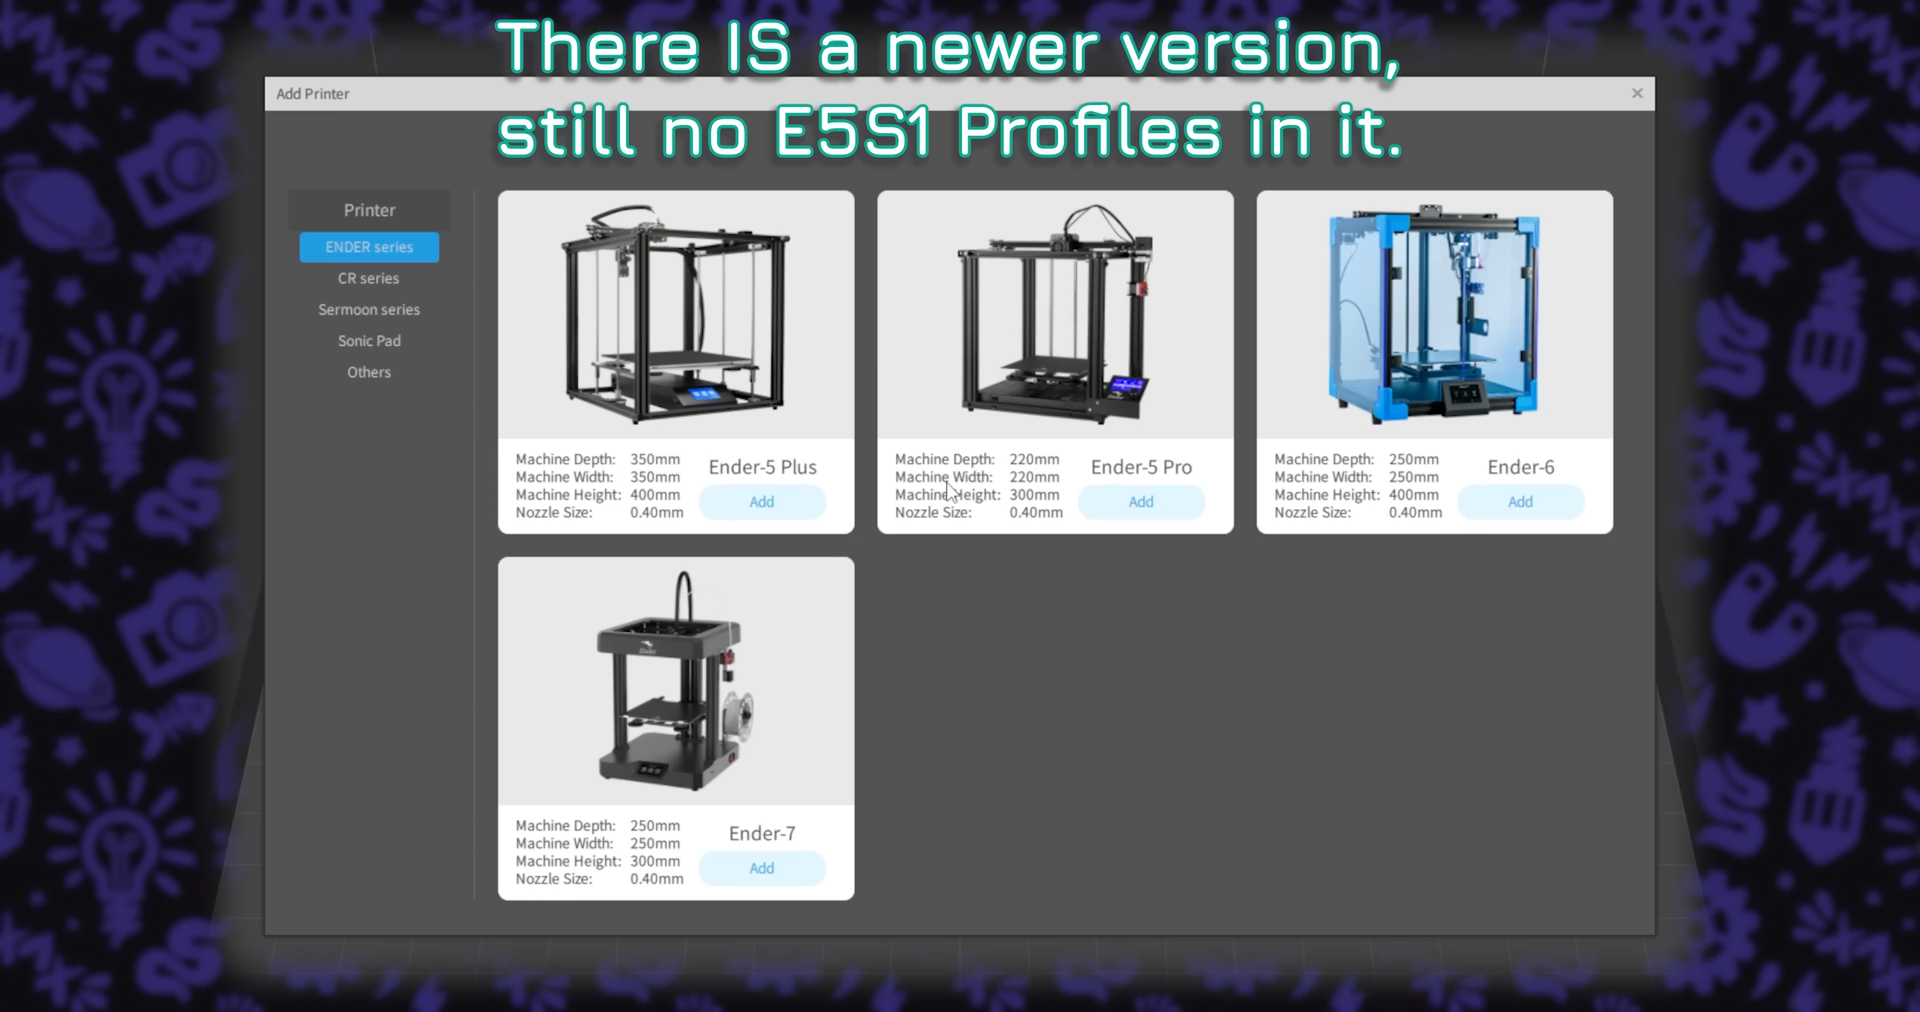 There IS a newer version,
Add Printer
still no E5S1 Profiles in it.
Printer
ENDER series
CR series
Sermoon series
Sonic Pad
Others
Machine Depth: 350mm
Machine Width: 350mm
Machine Height: 400mm
Nozzle Size: 0.40mm
Ender-5 Plus
Add
Machine Depth: 220mm
Machine Width: 220mm
Machine Height: 300mm
Nozzle Size: 0.40mm
Ender-5 Pro
Add
Machine Depth: 250mm
Machine Width: 250mm
Machine Height: 400mm
Nozzle Size: 0.40mm
Ender-6
Add
Machine Depth: 250mm
Machine Width: 250mm
Machine Height: 300mm
Nozzle Size: 0.40mm
Ender-7
Add